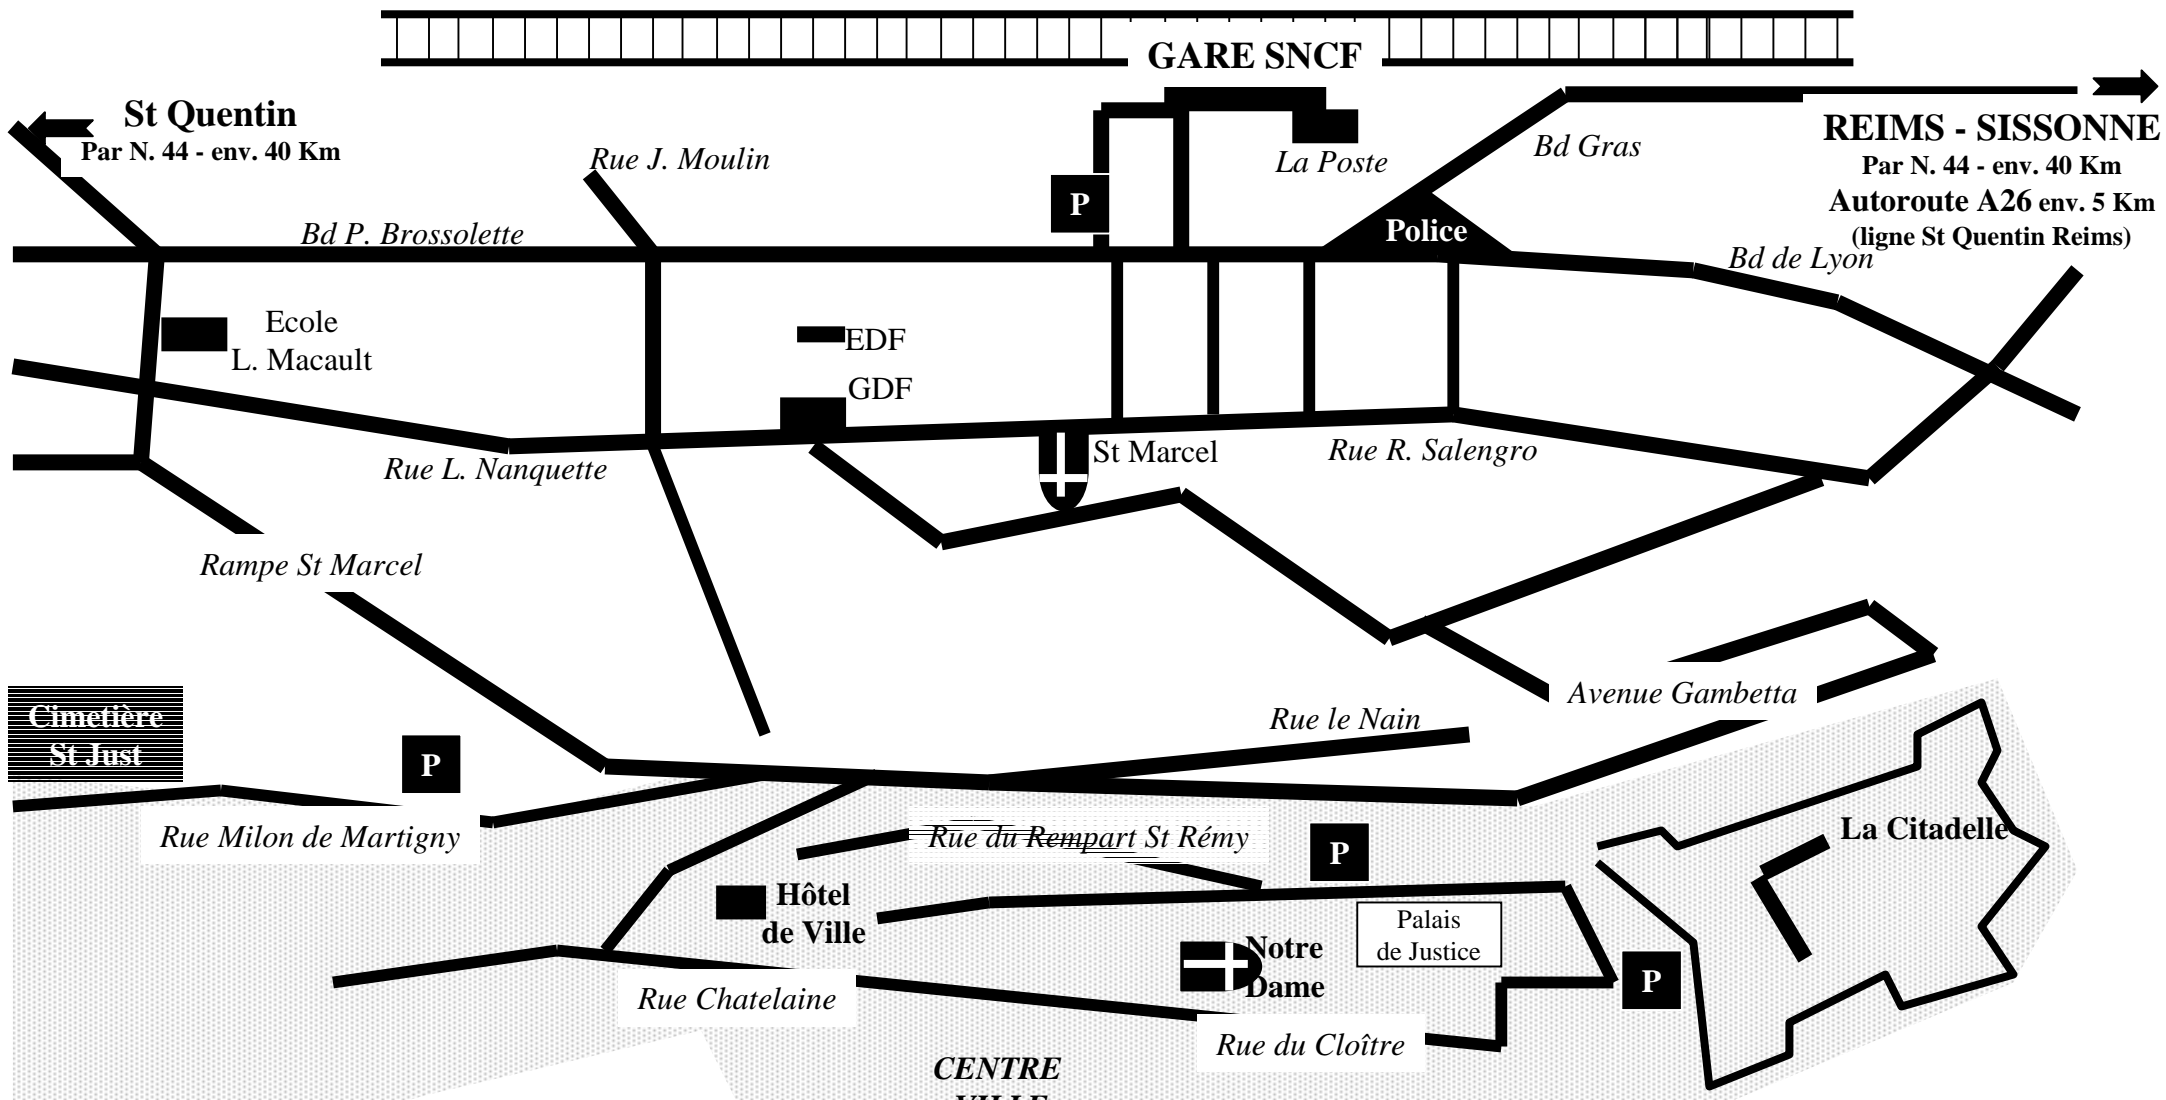 GARE SNCF
St Quentin
Par N. 44 - env. 40 Km
Rue J. Moulin
La Poste
Bd Gras
REIMS - SISSONNE
Par N. 44 - env. 40 Km
Autoroute A26 env. 5 Km
(ligne St Quentin Reims)
P
Police
Bd P. Brossolette
Bd de Lyon
Ecole
L. Macault
EDF
GDF
St Marcel
Rue R. Salengro
Rue L. Nanquette
Rampe St Marcel
Avenue Gambetta
Rue le Nain
Cimetière
St Just
P
Rue Milon de Martigny
Rue du Rempart St Rémy
P
La Citadelle
Hôtel
de Ville
Palais
de Justice
Notre
Dame
P
Rue Chatelaine
Rue du Cloître
CENTRE
VILLE